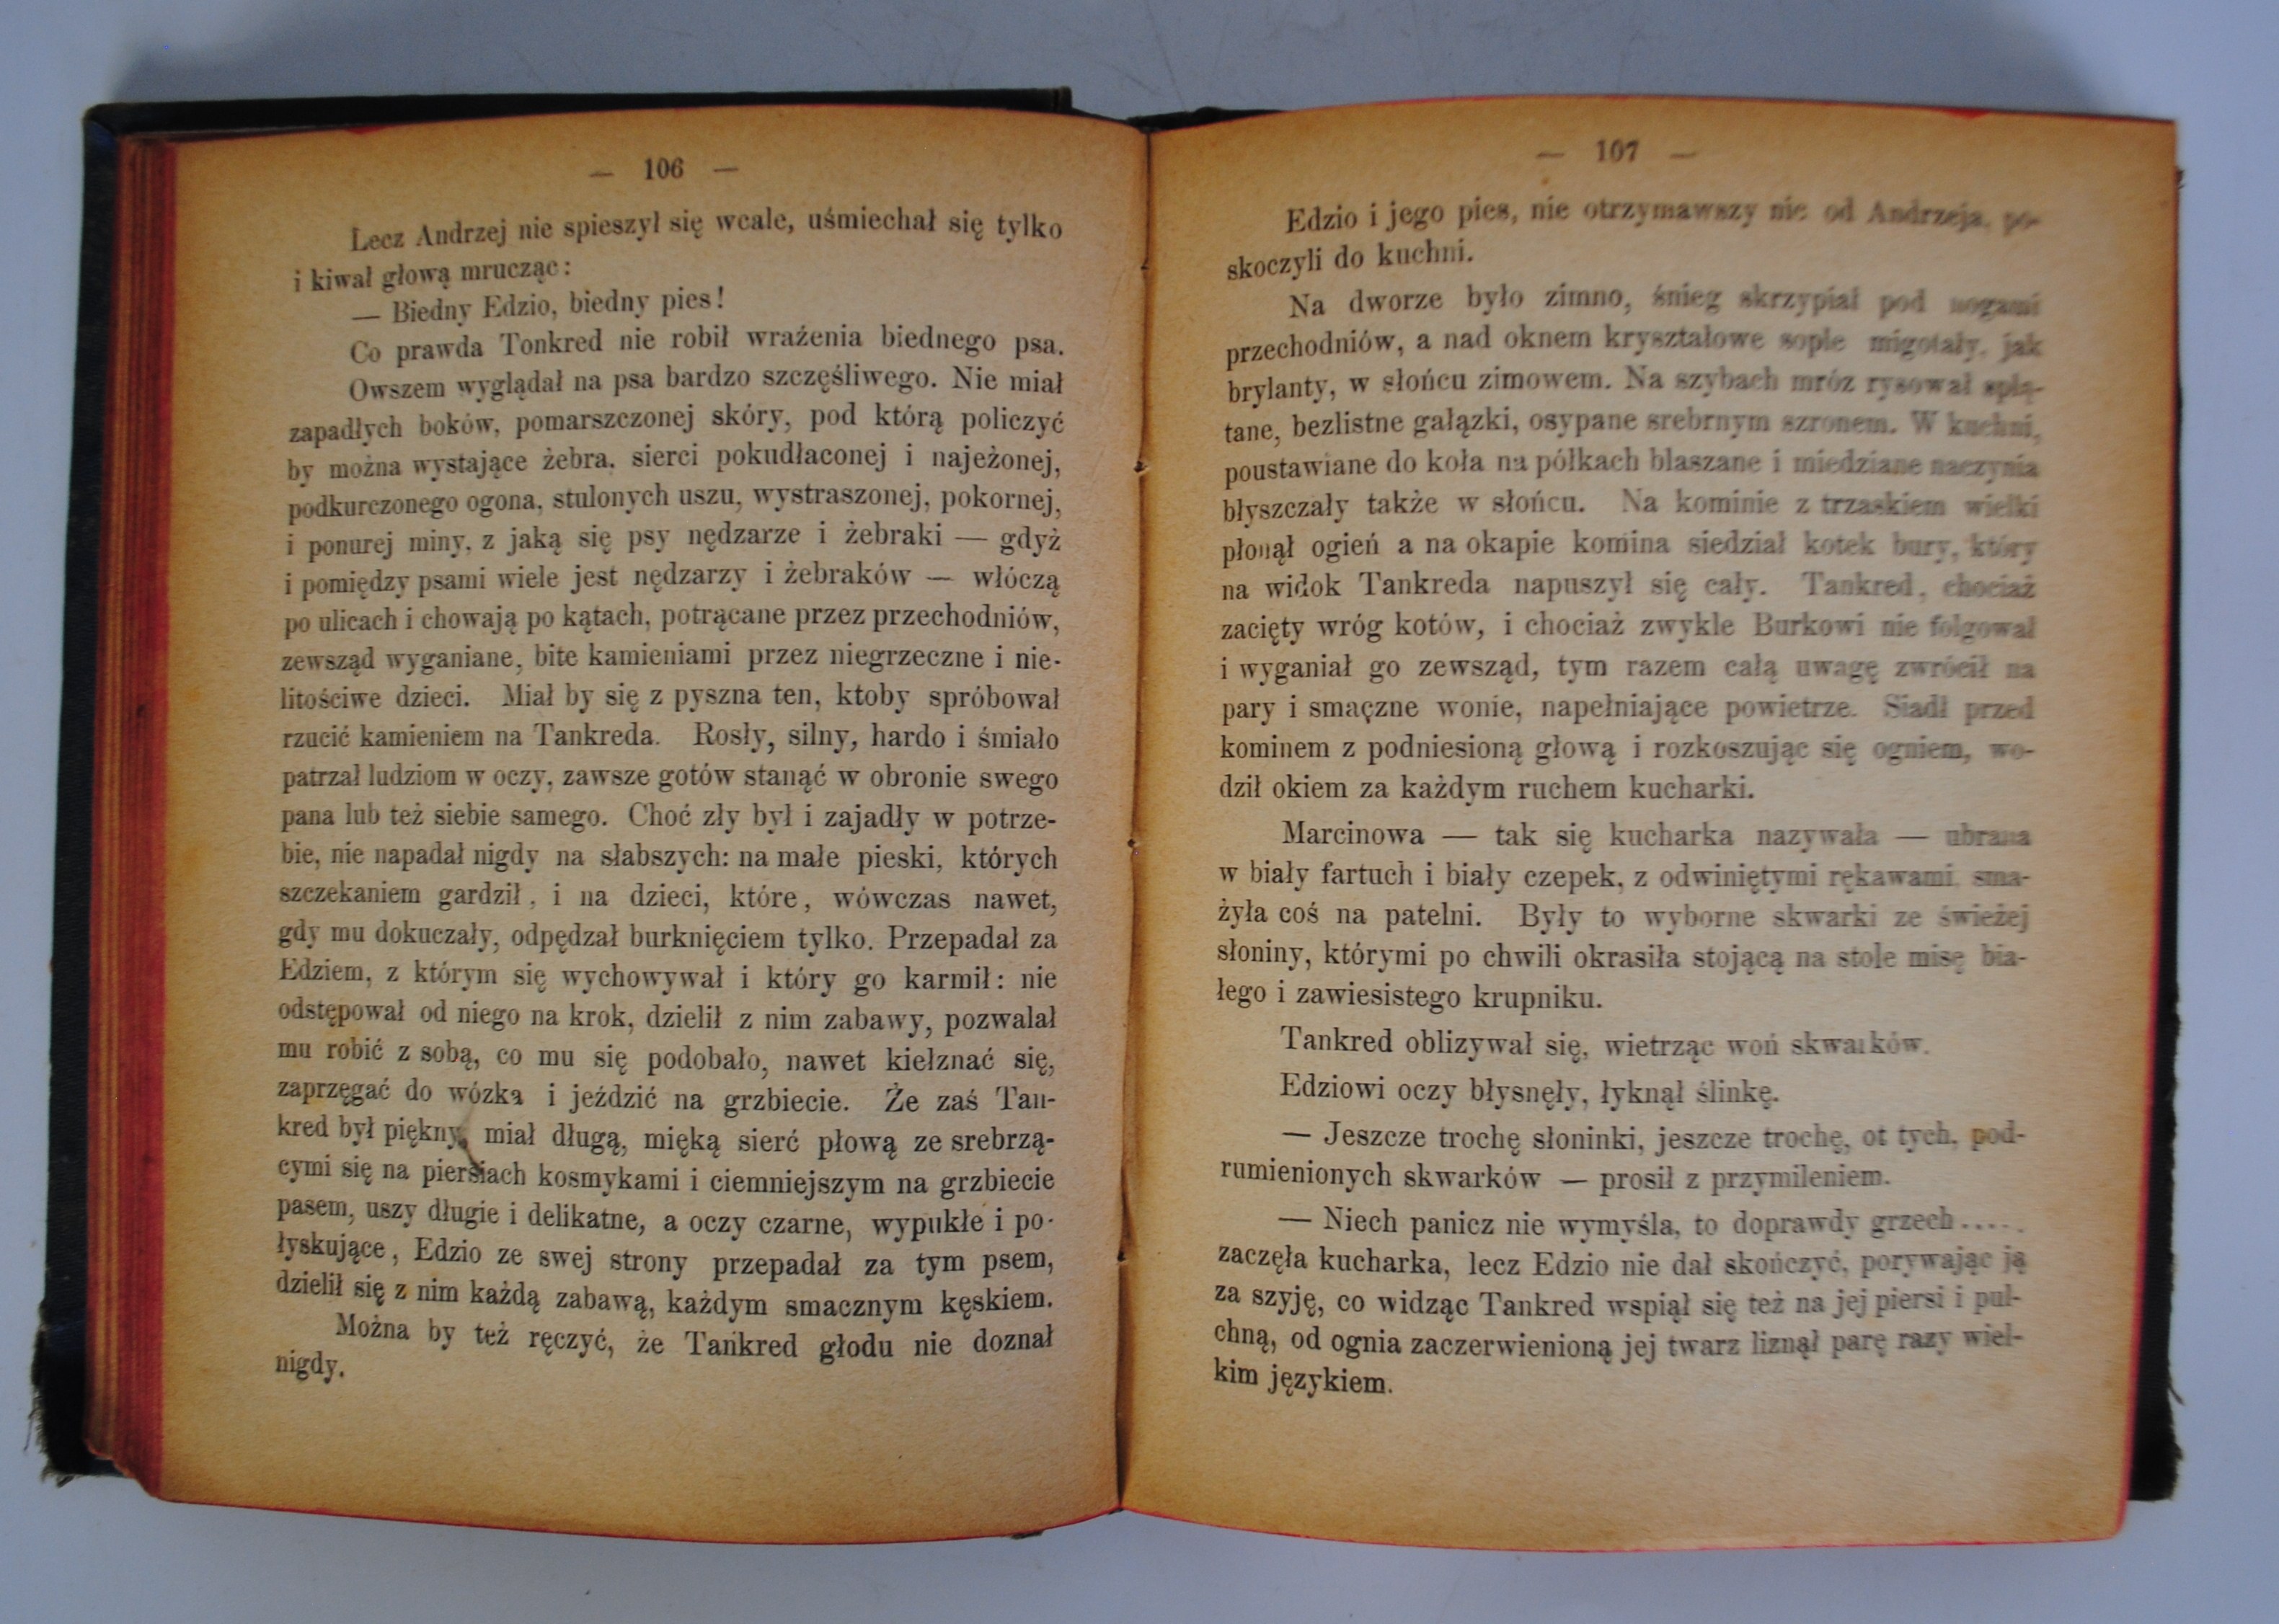 — 106 —
Lecz Andrzej nie spieszył się wcale, uśmiechał się tylko
i kiwał głową mrucząc:
— Biedny Edzio, biedny pies!
Co prawda Tonkred nie robił wrażenia biednego psa.
Owszem wyglądał na psa bardzo szczęśliwego. Nie miał
zapadłych boków, pomarszczonej skóry, pod którą policzyć
by można wystające żebra, sierci pokudłaconej i najeżonej,
podkurczonego ogona, stulonych uszu, wystraszonej, pokornej,
i ponurej miny, z jaką się psy nędzarze i żebraki — gdyż
i pomiędzy psami wiele jest nędzarzy i żebraków — włóczą
po ulicach i chowają po kątach, potrącane przez przechodniów,
zewsząd wyganiane, bite kamieniami przez niegrzeczne i nie-
litościwe dzieci. Miał by się z pyszna ten, ktoby spróbował
rzucić kamieniem na Tankreda. Rosły, silny, hardo i śmiało
patrzał ludziom w oczy, zawsze gotów stanąć w obronie swego
pana lub też siebie samego. Choć zły był i zajadły w potrze-
bie, nie napadał nigdy na słabszych: na małe pieski, których
szczekaniem gardził, i na dzieci, które, wówczas nawet,
gdy mu dokuczały, odpędzał burknięciem tylko. Przepadał za
Edziem, z którym się wychowywał i który go karmił: nie
odstępował od niego na krok, dzielił z nim zabawy, pozwalał
mu robić z sobą, co mu się podobało, nawet kiełznać się,
zaprzęgać do wózka i jeździć na grzbiecie. Że zaś Tan-
kred był piękny, miał długą, mięką sierć płową ze srebrzą-
cymi się na piersiach kosmykami i ciemniejszym na grzbiecie
pasem, uszy długie i delikatne, a oczy czarne, wypukłe i po-
łyskujące, Edzio ze swej strony przepadał za tym psem,
dzielił się z nim każdą zabawą, każdym smacznym kęskiem.
Można by też ręczyć, że Tankred głodu nie doznał
nigdy.
— 107 —
Edzio i jego pies, nie otrzymawszy nic od Andrzeja, po-
skoczyli do kuchni.
Na dworze było zimno, śnieg skrzypiał pod nogami
przechodniów, a nad oknem kryształowe sople migotały, jak
brylanty, w słońcu zimowem. Na szybach mróz rysował splą-
tane, bezlistne gałązki, osypane srebrnym szronem. W kuchni,
poustawiane do koła na półkach blaszane i miedziane naczynia
błyszczały także w słońcu. Na kominie z trzaskiem wielki
płonął ogień a na okapie komina siedział kotek bury, który
na widok Tankreda napuszył się cały. Tankred, chociaż
zacięty wróg kotów, i chociaż zwykle Burkowi nie folgował
i wyganiał go zewsząd, tym razem całą uwagę zwrócił na
pary i smaçzne wonie, napełniające powietrze. Siadł przed
kominem z podniesioną głową i rozkoszując się ogniem, wo-
dził okiem za każdym ruchem kucharki.
Marcinowa — tak się kucharka nazywała — ubrana
w biały fartuch i biały czepek, z odwiniętymi rękawami sma-
żyła coś na patelni. Były to wyborne skwarki ze świeżej
słoniny, którymi po chwili okrasiła stojącą na stole misę bia-
łego i zawiesistego krupniku.
Tankred oblizywał się, wietrząc woń skwarków.
Edziowi oczy błysnęły, łyknął ślinkę.
— Jeszcze trochę słoninki, jeszcze trochę, ot tych, pod-
rumienionych skwarków — prosił z przymileniem.
— Niech panicz nie wymyśla, to doprawdy grzech.....
zaczęła kucharka, lecz Edzio nie dał skończyć, porywając ją
za szyję, co widząc Tankred wspiął się też na jej piersi i pul-
chną, od ognia zaczerwienioną jej twarz liznął parę razy wiel-
kim językiem.